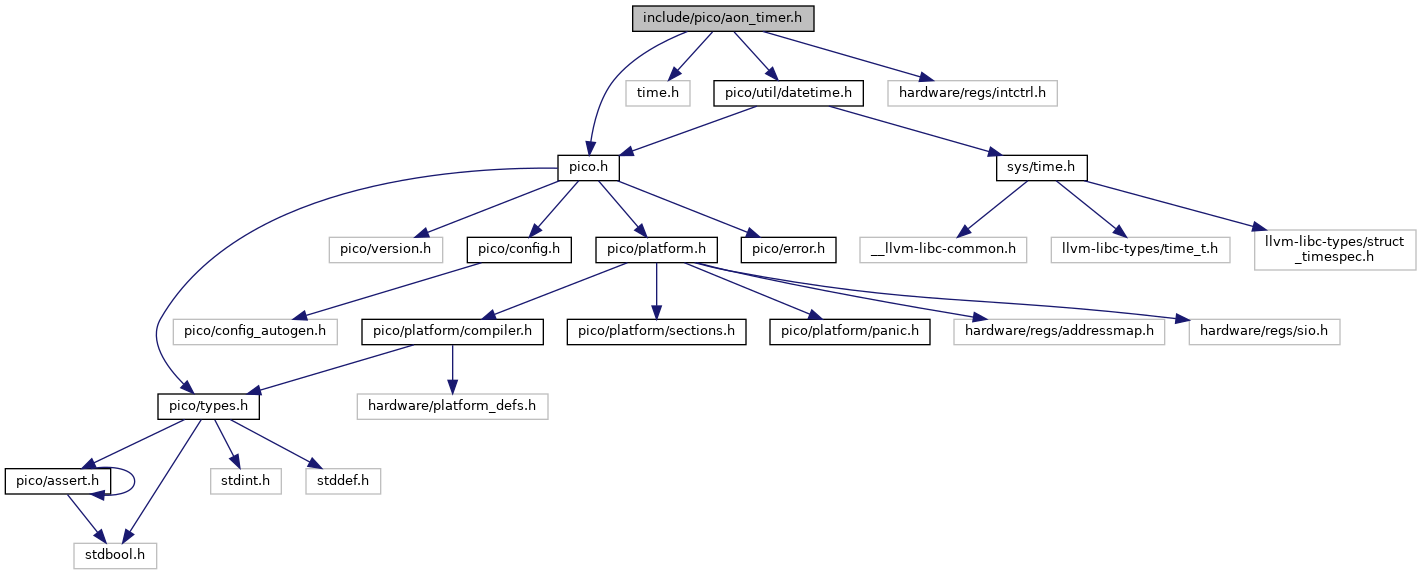 include/pico/aon_timer.h
time.h
pico/util/datetime.h
hardware/regs/intctrl.h
pico.h
sys/time.h
pico/version.h
pico/config.h
pico/platform.h
pico/error.h
__llvm-libc-common.h
llvm-libc-types/time_t.h
llvm-libc-types/struct
_timespec.h
pico/config_autogen.h
pico/platform/compiler.h
pico/platform/sections.h
pico/platform/panic.h
hardware/regs/addressmap.h
hardware/regs/sio.h
pico/types.h
hardware/platform_defs.h
pico/assert.h
stdint.h
stddef.h
stdbool.h